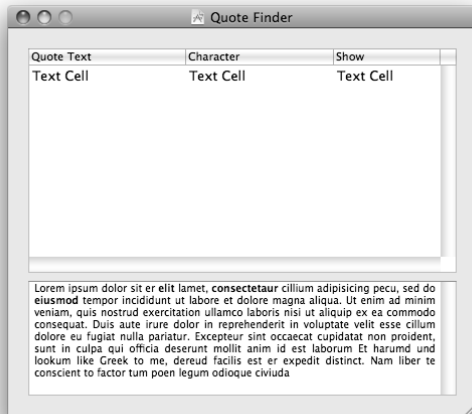 Quote Finder
Quote Text Character Show
Text Cell Text Cell Text Cell
Lorem ipsum dolor sit er elit lamet, consectetaur cillium adipisicing pecu, sed do
eiusmod tempor incididunt ut labore et dolore magna aliqua. Ut enim ad minim
veniam, quis nostrud exercitation ullamco laboris nisi ut aliquip ex ea commodo
consequat. Duis aute irure dolor in reprehenderit in voluptate velit esse cillum
dolore eu fugiat nulla pariatur. Excepteur sint occaecat cupidatat non proident,
sunt in culpa qui officia deserunt mollit anim id est laborum Et harumd und
lookum like Greek to me, dereud facilis est er expedit distinct. Nam liber te
conscient to factor tum poen legum odioque civiuda